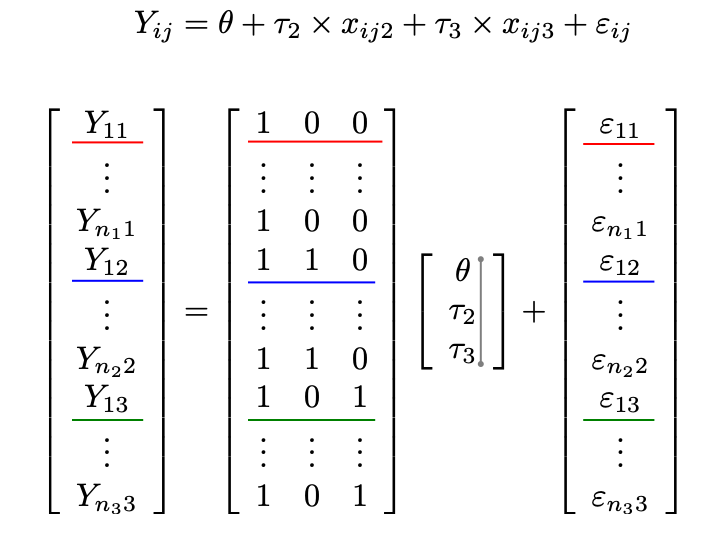 Y_{ij} = θ + τ_2 × x_{ij2} + τ_3 × x_{ij3} + ε_{ij}
Y_{11} 1 0 0 ε_{11}
⋮ ⋮ ⋮ ⋮ ⋮
Y_{n_1 1} 1 0 0 ε_{n_1 1}
Y_{12} 1 1 0 θ ε_{12}
⋮ = ⋮ ⋮ ⋮ τ_2 + ⋮
Y_{n_2 2} 1 1 0 τ_3 ε_{n_2 2}
Y_{13} 1 0 1 ε_{13}
⋮ ⋮ ⋮ ⋮ ⋮
Y_{n_3 3} 1 0 1 ε_{n_3 3}